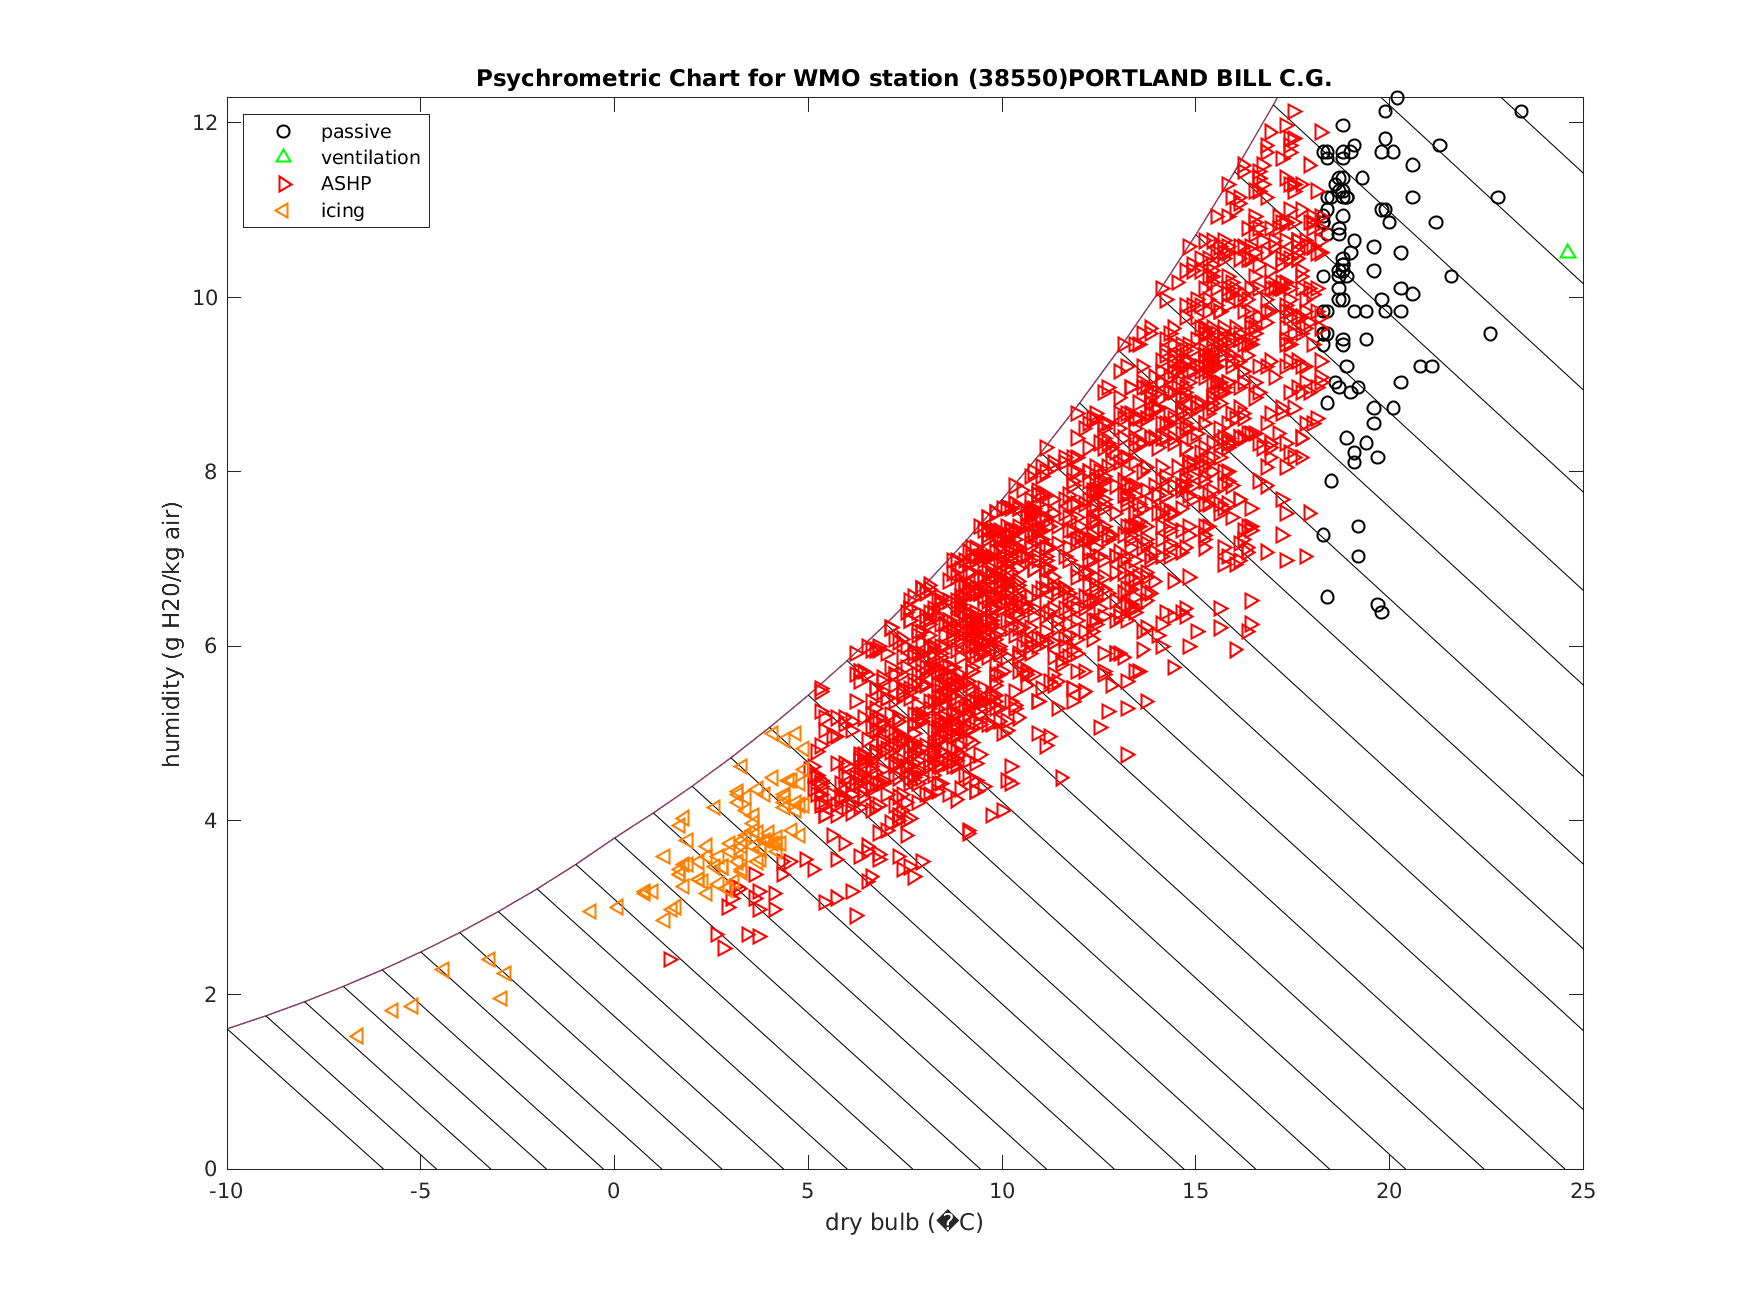 Psychrometric Chart for WMO station (38550)PORTLAND BILL C.G.
passive
ventilation
ASHP
icing
12
10
8
6
4
2
0
humidity (g H20/kg air)
-10 -5 0 5 10 15 20 25
dry bulb (�C)